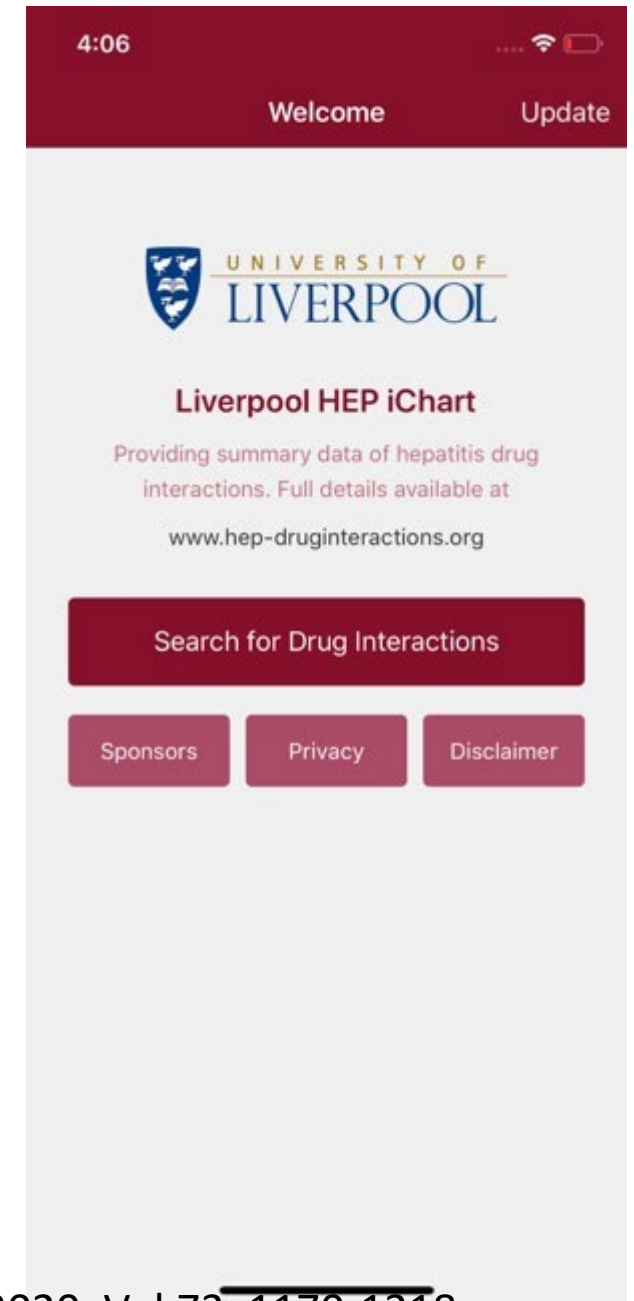 4:06
Welcome
Update
UNIVERSITY OF
LIVERPOOL
Liverpool HEP iChart
Providing summary data of hepatitis drug
interactions. Full details available at
www.hep-druginteractions.org
Search for Drug Interactions
Sponsors
Privacy
Disclaimer